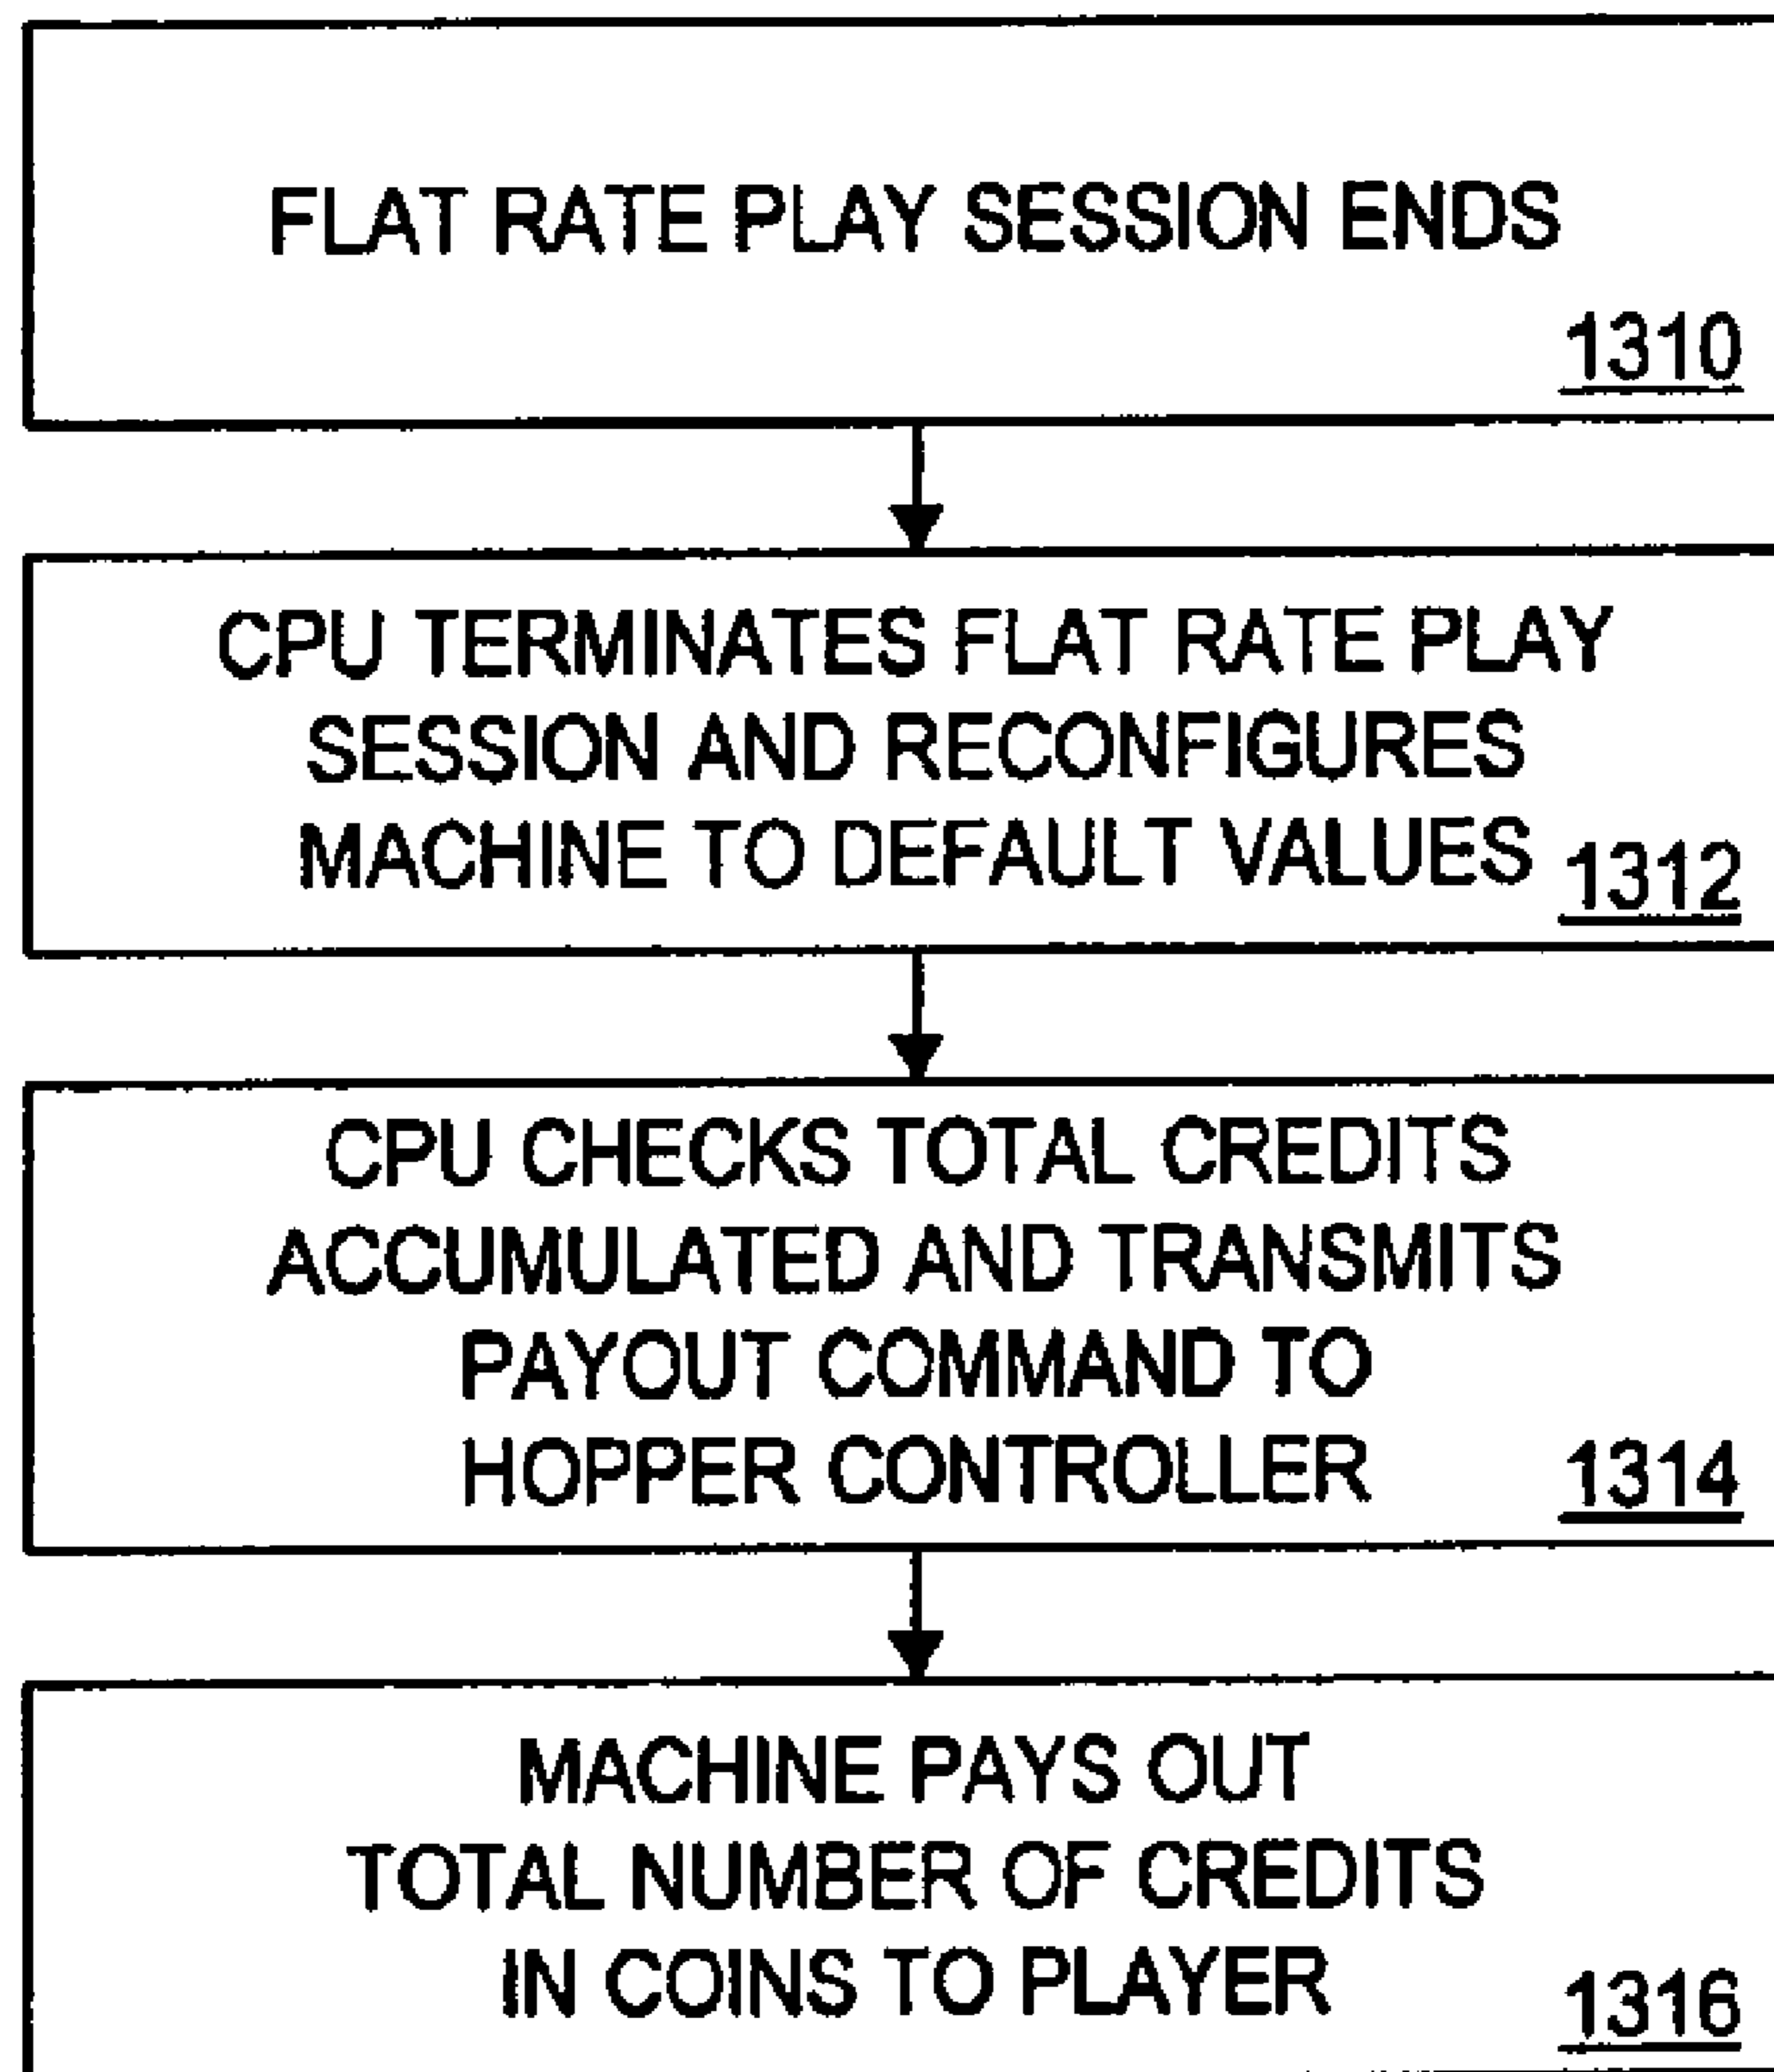 FLAT RATE PLAY SESSION ENDS
1310
CPU TERMINATES FLAT RATE PLAY
SESSION AND RECONFIGURES
MACHINE TO DEFAULT VALUES 1312
CPU CHECKS TOTAL CREDITS
ACCUMULATED AND TRANSMITS
PAYOUT COMMAND TO
HOPPER CONTROLLER 1314
MACHINE PAYS OUT
TOTAL NUMBER OF CREDITS
IN COINS TO PLAYER 1316